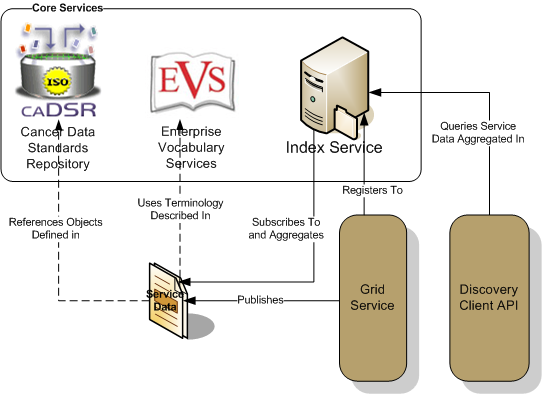 Core Services
ISO
caDSR
Cancer Data
Standards
Repository
EVS
Enterprise
Vocabulary
Services
Index Service
Queries Service
Data Aggregated In
Registers To
Uses Terminology
Described In
References Objects
Defined in
Subscribes To
and Aggregates
Service
Data
Publishes
Grid
Service
Discovery
Client API